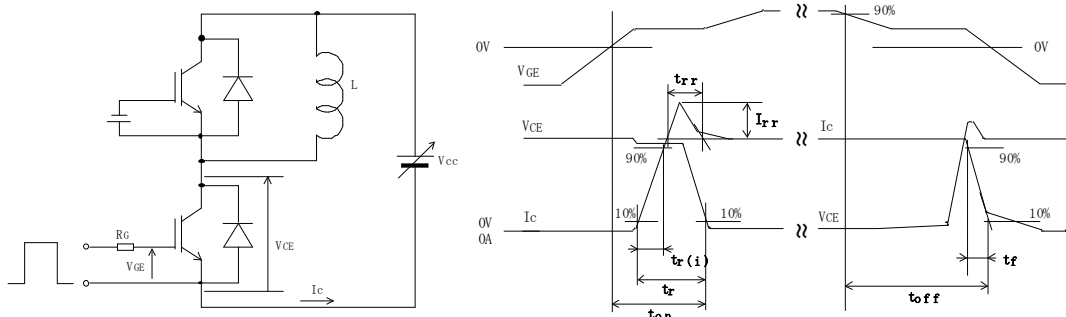 L
Vcc
RG
VGE
VCE
Ic
0V
VGE
trr
Irr
VCE
90%
Ic
10%
10%
0V
0A
tr(i)
tr
ton
90%
0V
Ic
90%
VCE
10%
tf
toff